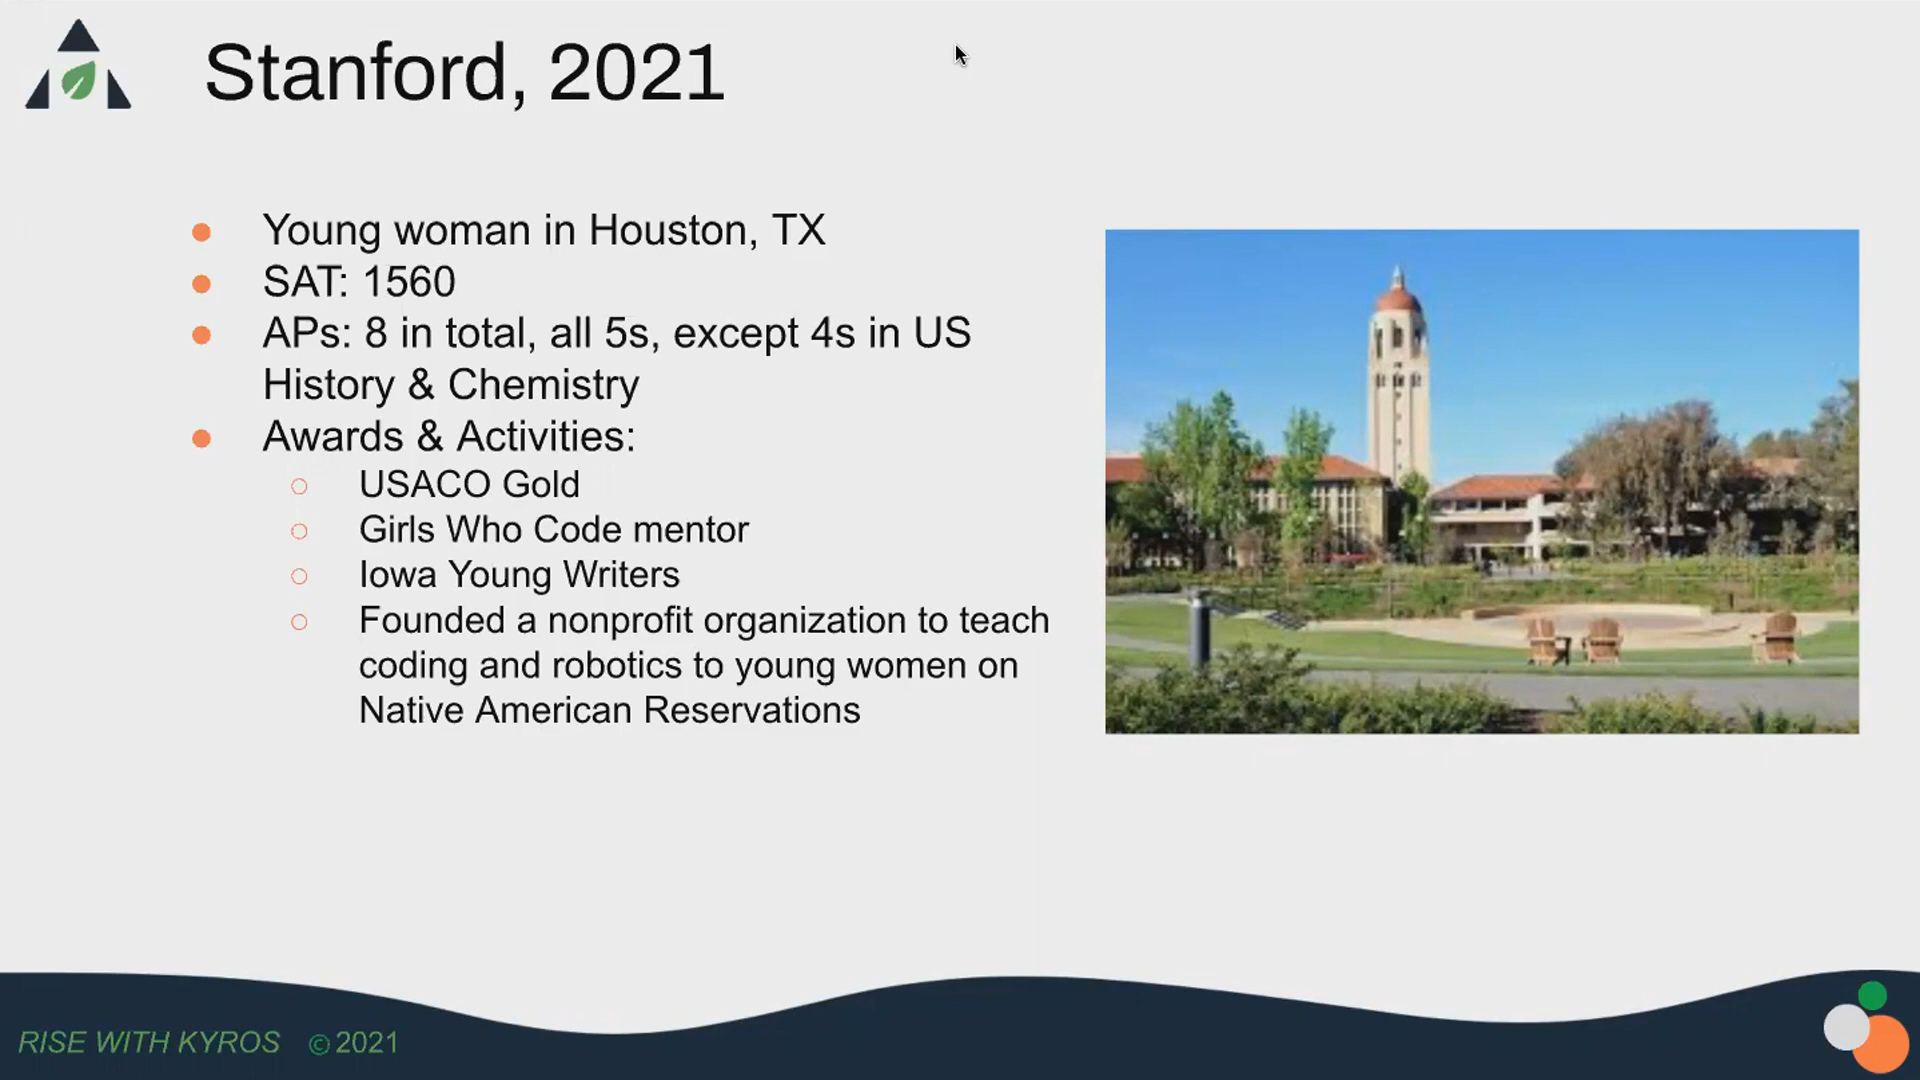 Stanford, 2021
Young woman in Houston, TX
SAT: 1560
APs: 8 in total, all 5s, except 4s in US
History & Chemistry
Awards & Activities:
USACO Gold
Girls Who Code mentor
Iowa Young Writers
Founded a nonprofit organization to teach
coding and robotics to young women on
Native American Reservations
RISE WITH KYROS © 2021